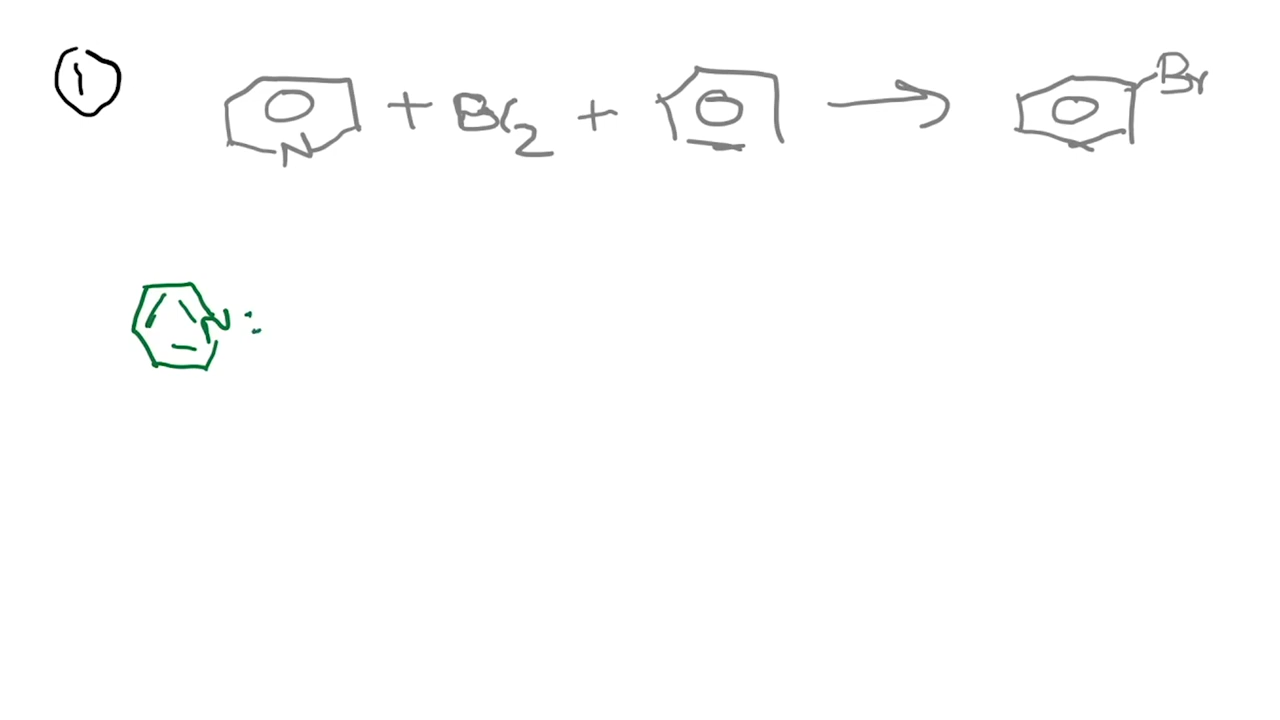 ① N + Br2 + → Br
N :